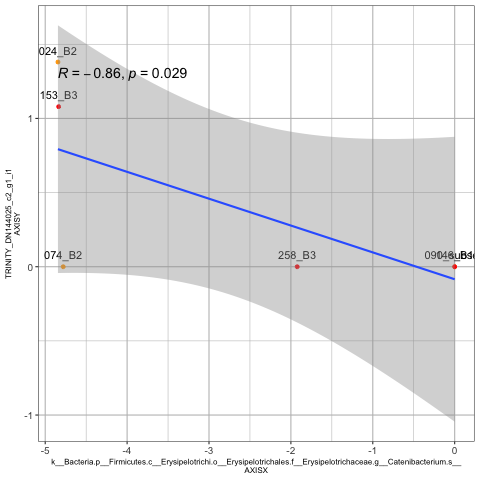 024_B2
R = −0.86, p = 0.029
153_B3
1
074_B2
258_B3
0
-1
-5
-4
-3
-2
-1
0
k__Bacteria.p__Firmicutes.c__Erysipelotrichi.o__Erysipelotrichales.f__Erysipelotrichaceae.g__Catenibacterium.s__
AXISX
TRINITY_DN144025_c2_g1_i1
AXISY